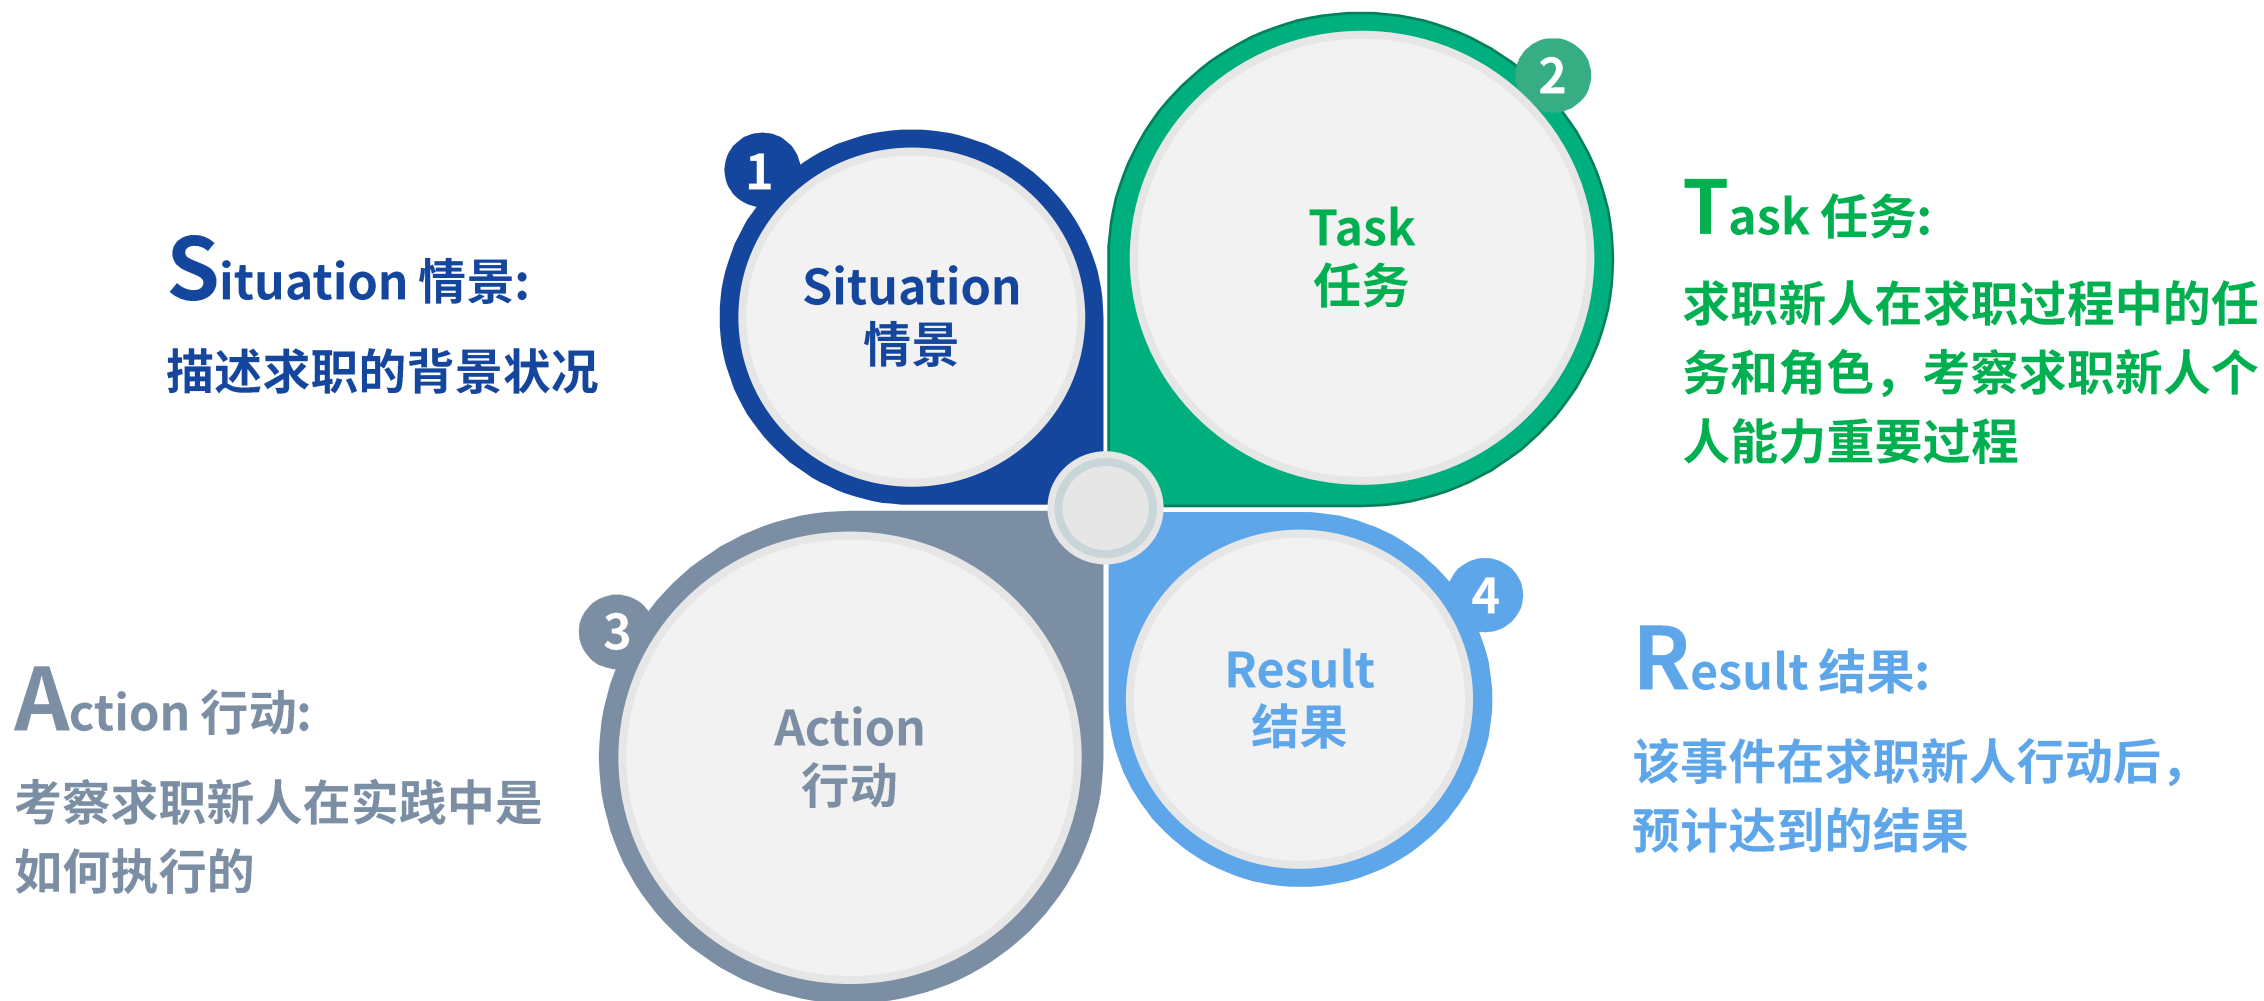 1
Situation
情景
Situation 情景:
描述求职的背景状况
2
Task
任务
Task 任务:
求职新人在求职过程中的任
务和角色，考察求职新人个
人能力重要过程
3
Action
行动
Action 行动:
考察求职新人在实践中是
如何执行的
4
Result
结果
Result 结果:
该事件在求职新人行动后，
预计达到的结果